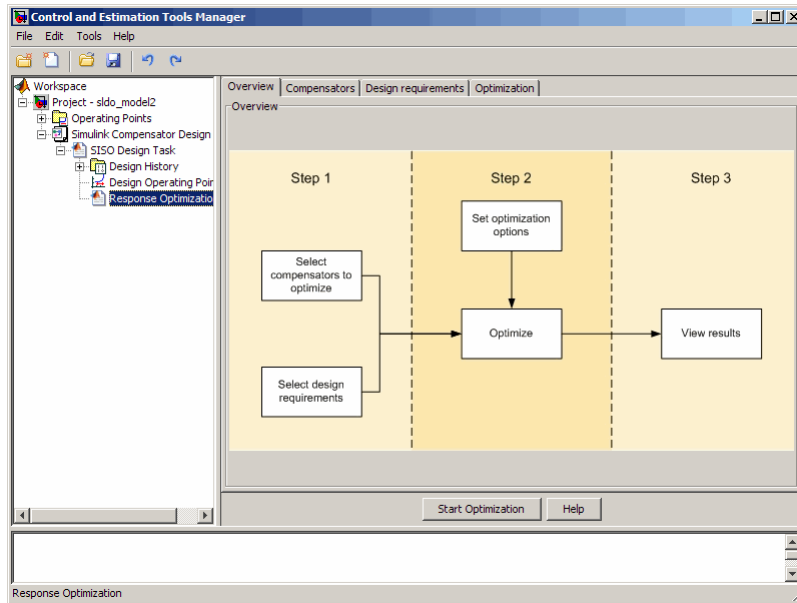 Control and Estimation Tools Manager
File Edit Tools Help
Workspace
Project - sldo_model2
Operating Points
Simulink Compensator Design
SISO Design Task
Design History
Design Operating Poir
Response Optimizatio
Overview Compensators Design requirements Optimization
Overview
Step 1
Step 2
Step 3
Set optimization
options
Select
compensators to
optimize
Optimize
View results
Select design
requirements
Start Optimization Help
Response Optimization